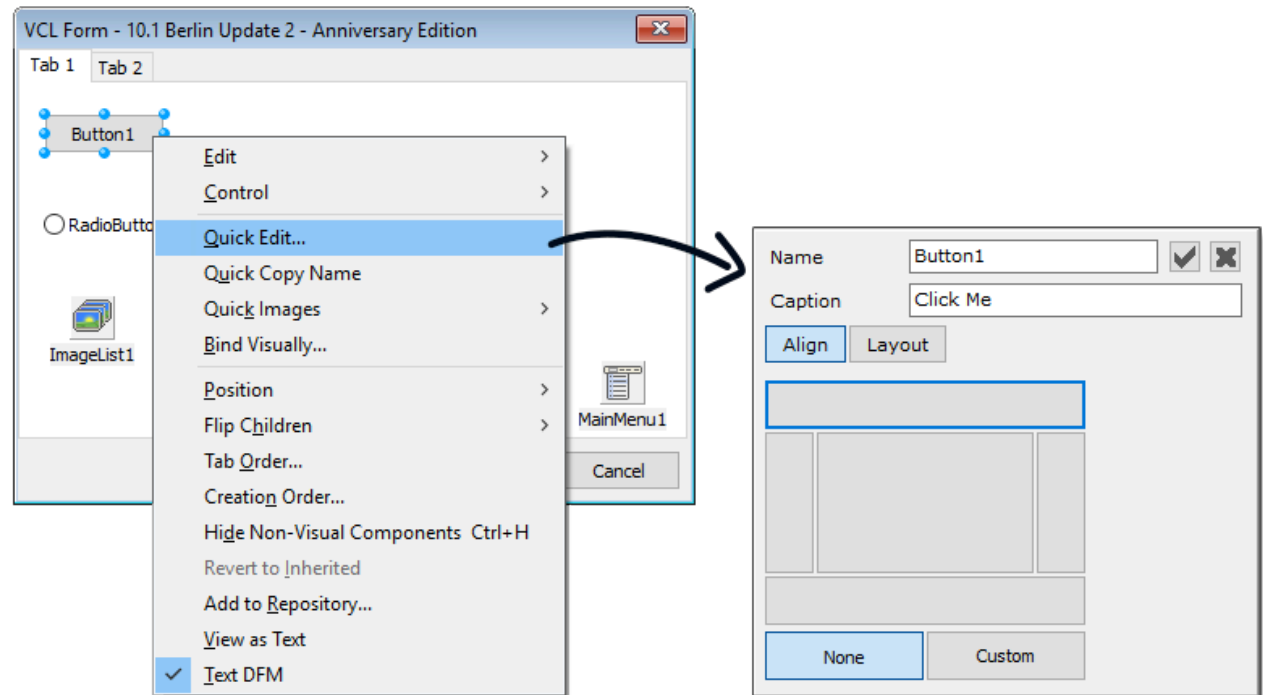 VCL Form - 10.1 Berlin Update 2 - Anniversary Edition
Tab 1 Tab 2
Button1
RadioButto
ImageList1
MainMenu1
Cancel
Edit
Control
Quick Edit...
Quick Copy Name
Quick Images
Bind Visually...
Position
Flip Children
Tab Order...
Creation Order...
Hide Non-Visual Components Ctrl+H
Revert to Inherited
Add to Repository...
View as Text
Text DFM
Name Button1
Caption Click Me
Align Layout
None Custom